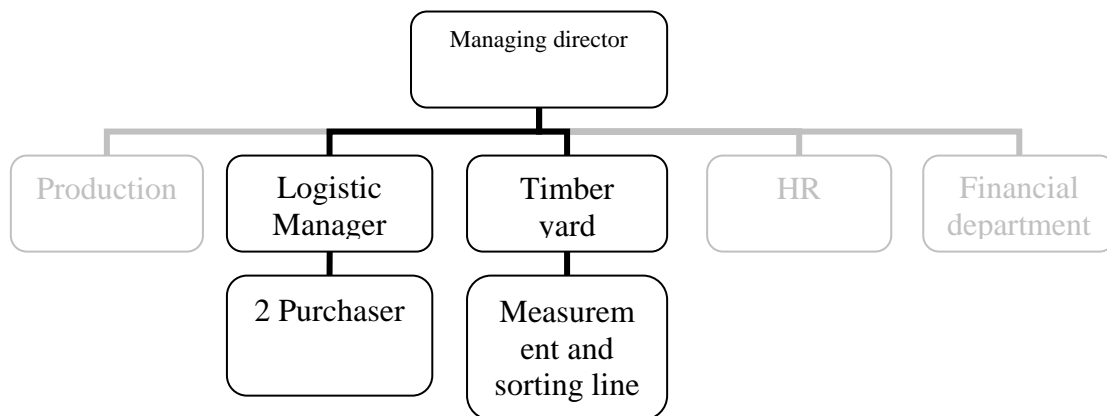 Managing director
Production
Logistic
Manager
Timber
yard
HR
Financial
department
2 Purchaser
Measurem
ent and
sorting line